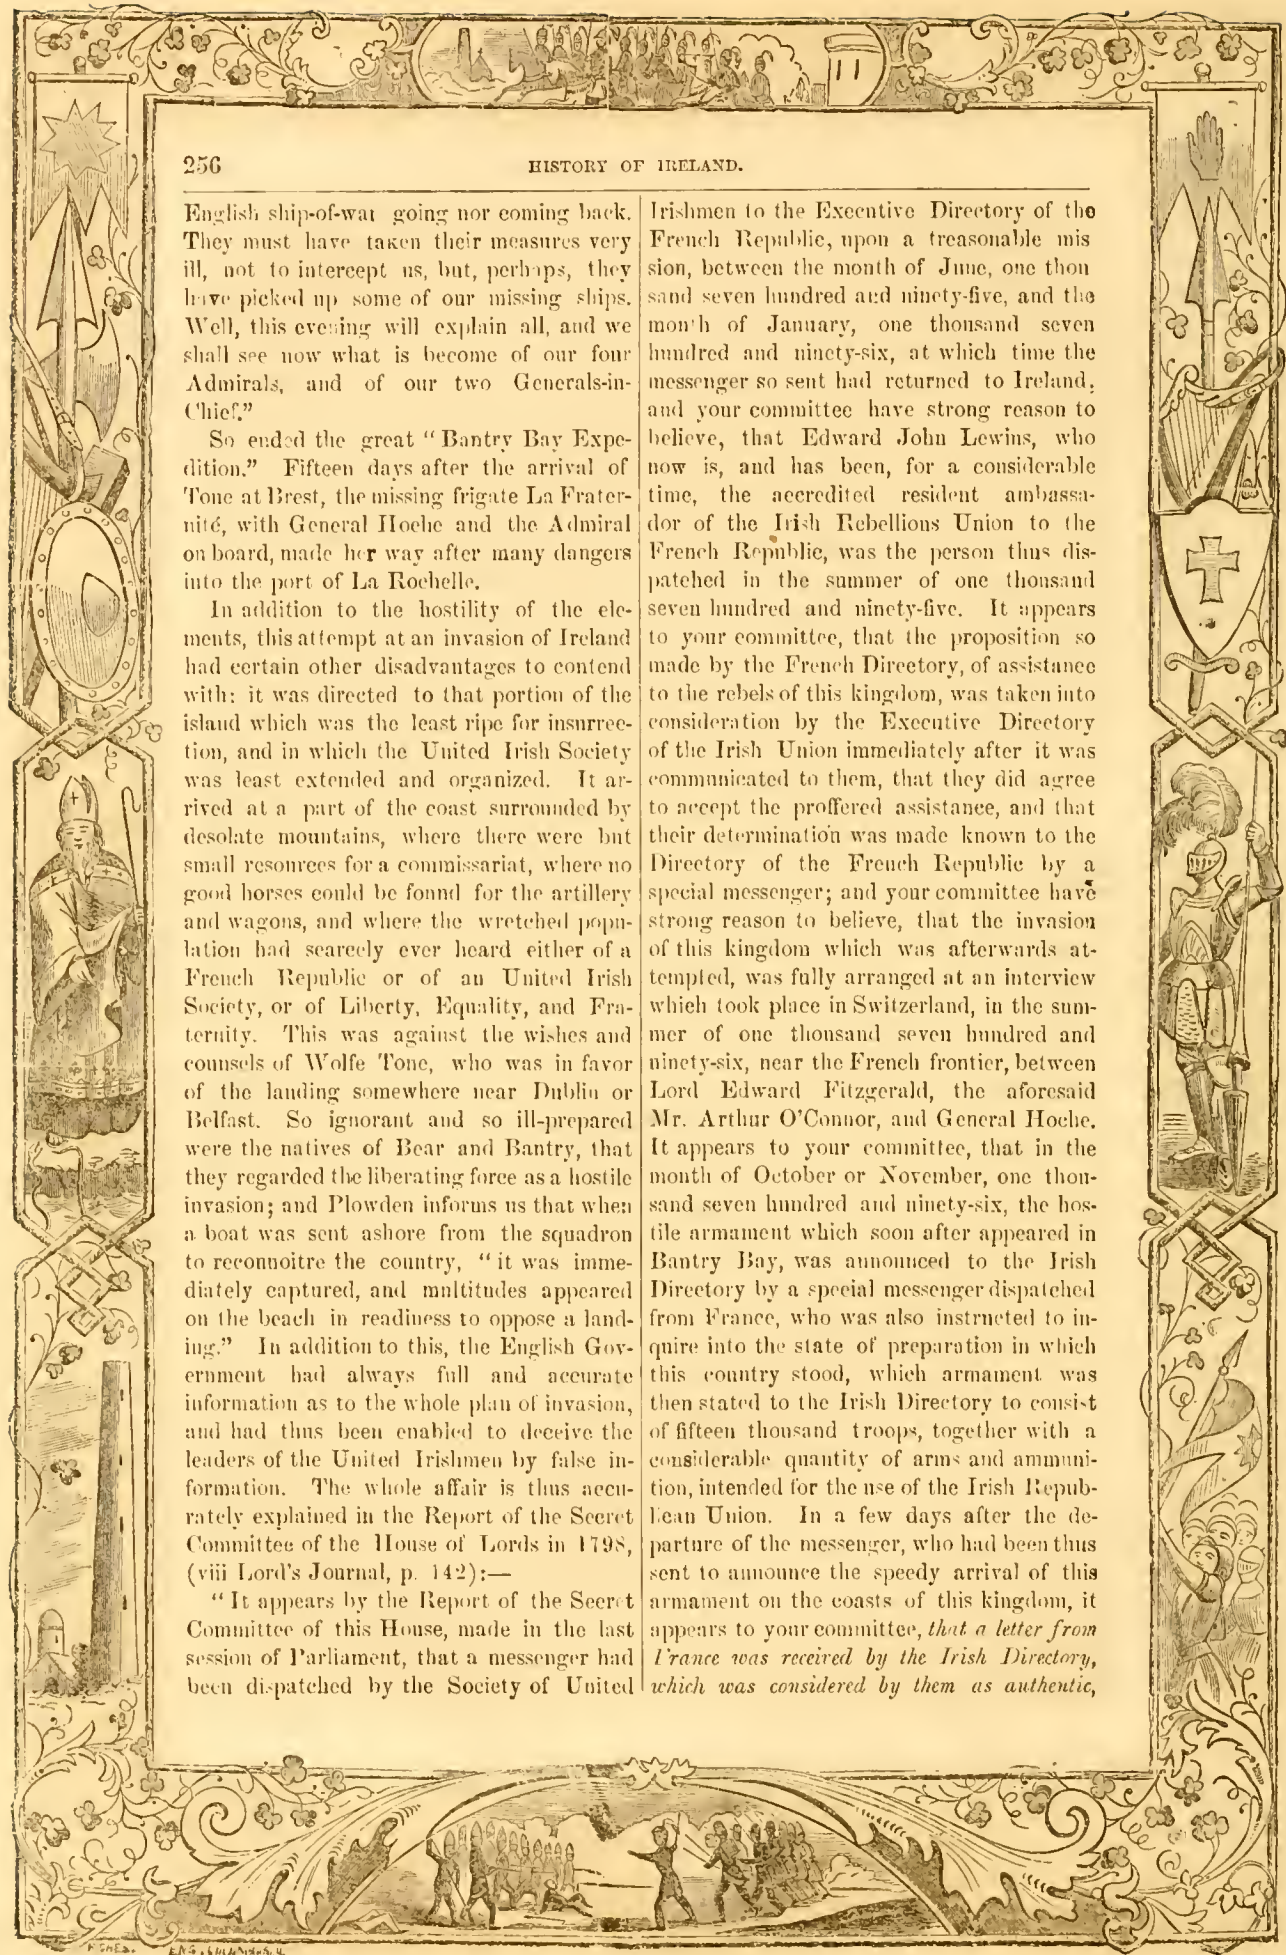 256
HISTORY OF IRELAND.
English ship-of-war going nor coming back.
They must have taken their measures very
ill, not to intercept us, but, perhaps, they
have picked up some of our missing ships.
Well, this evening will explain all, and we
shall see now what is become of our four
Admirals, and of our two Generals-in-
Chief.”
So ended the great “Bantry Bay Expe-
dition.” Fifteen days after the arrival of
Tone at Brest, the missing frigate La Frater-
nité, with General Hoche and the Admiral
on board, made her way after many dangers
into the port of La Rochelle.
In addition to the hostility of the ele-
ments, this attempt at an invasion of Ireland
had certain other disadvantages to contend
with: it was directed to that portion of the
island which was the least ripe for insurrec-
tion, and in which the United Irish Society
was least extended and organized. It ar-
rived at a part of the coast surrounded by
desolate mountains, where there were but
small resources for a commissariat, where no
good horses could be found for the artillery
and wagons, and where the wretched popu-
lation had scarcely ever heard either of a
French Republic or of an United Irish
Society, or of Liberty, Equality, and Fra-
ternity. This was against the wishes and
counsels of Wolfe Tone, who was in favor
of the landing somewhere near Dublin or
Belfast. So ignorant and so ill-prepared
were the natives of Bear and Bantry, that
they regarded the liberating force as a hostile
invasion; and Plowden informs us that when
a boat was sent ashore from the squadron
to reconnoitre the country, “it was imme-
diately captured, and multitudes appeared
on the beach in readiness to oppose a land-
ing.” In addition to this, the English Gov-
ernment had always full and accurate
information as to the whole plan of invasion,
and had thus been enabled to deceive the
leaders of the United Irishmen by false in-
formation. The whole affair is thus accu-
rately explained in the Report of the Secret
Committee of the House of Lords in 1798,
(viii Lord’s Journal, p. 142):—
“It appears by the Report of the Secret
Committee of this House, made in the last
session of Parliament, that a messenger had
been dispatched by the Society of United
Irishmen to the Executive Directory of the
French Republic, upon a treasonable mis
sion, between the month of June, one thou
sand seven hundred and ninety-five, and the
month of January, one thousand seven
hundred and ninety-six, at which time the
messenger so sent had returned to Ireland,
and your committee have strong reason to
believe, that Edward John Lewins, who
now is, and has been, for a considerable
time, the accredited resident ambassa-
dor of the Irish Rebellious Union to the
French Republic, was the person thus dis-
patched in the summer of one thousand
seven hundred and ninety-five. It appears
to your committee, that the proposition so
made by the French Directory, of assistance
to the rebels of this kingdom, was taken into
consideration by the Executive Directory
of the Irish Union immediately after it was
communicated to them, that they did agree
to accept the proffered assistance, and that
their determination was made known to the
Directory of the French Republic by a
special messenger; and your committee have
strong reason to believe, that the invasion
of this kingdom which was afterwards at-
tempted, was fully arranged at an interview
which took place in Switzerland, in the sum-
mer of one thousand seven hundred and
ninety-six, near the French frontier, between
Lord Edward Fitzgerald, the aforesaid
Mr. Arthur O’Connor, and General Hoche.
It appears to your committee, that in the
month of October or November, one thou-
sand seven hundred and ninety-six, the hos-
tile armament which soon after appeared in
Bantry Bay, was announced to the Irish
Directory by a special messenger dispatched
from France, who was also instructed to in-
quire into the state of preparation in which
this country stood, which armament was
then stated to the Irish Directory to consist
of fifteen thousand troops, together with a
considerable quantity of arms and ammuni-
tion, intended for the use of the Irish Repub-
lican Union. In a few days after the de-
parture of the messenger, who had been thus
sent to announce the speedy arrival of this
armament on the coasts of this kingdom, it
appears to your committee, that a letter from
France was received by the Irish Directory,
which was considered by them as authentic,